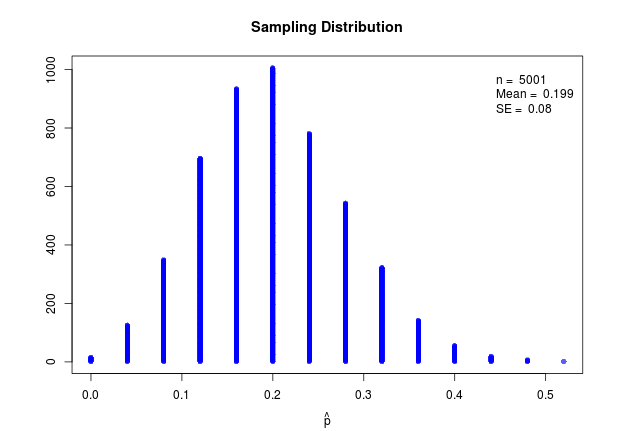 Sampling Distribution
n = 5001
Mean = 0.199
SE = 0.08
1000
800
600
400
200
0
0.0 0.1 0.2 0.3 0.4 0.5
p̂